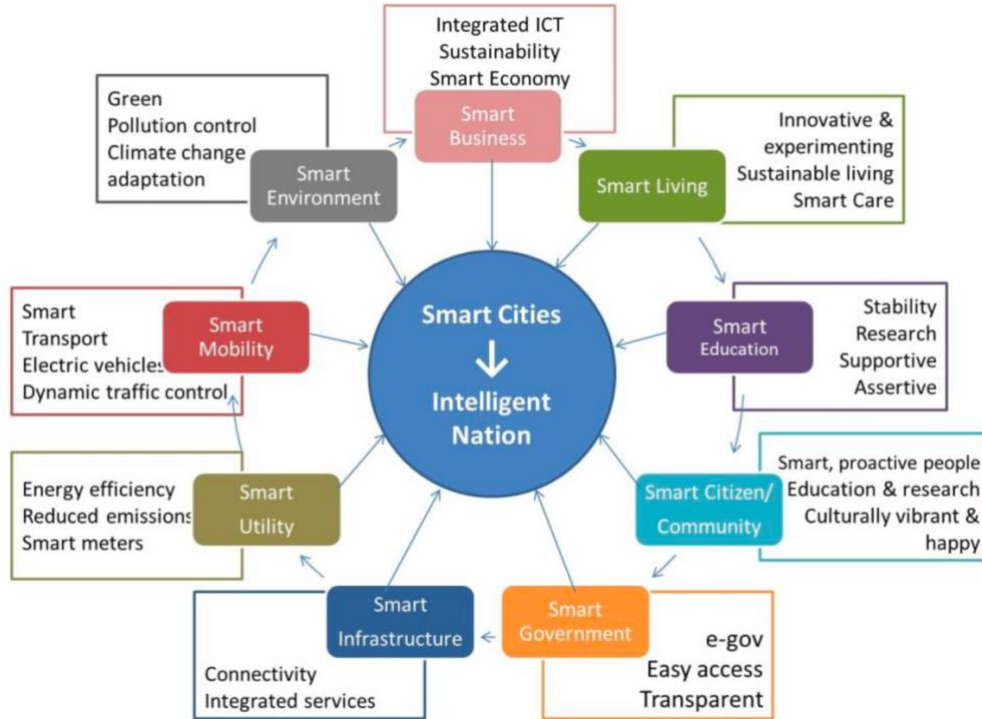 Integrated ICT
Sustainability
Smart Economy
Smart
Business
Green
Pollution control
Climate change
adaptation
Smart
Environment
Innovative &
experimenting
Sustainable living
Smart Care
Smart Living
Smart
Transport
Electric vehicles
Dynamic traffic control
Smart
Mobility
Smart Cities
Intelligent
Nation
Smart
Education
Stability
Research
Supportive
Assertive
Energy efficiency
Reduced emissions
Smart meters
Smart
Utility
Smart Citizen/
Community
Smart, proactive people
Education & research
Culturally vibrant &
happy
Smart
Infrastructure
Connectivity
Integrated services
Smart
Government
e-gov
Easy access
Transparent